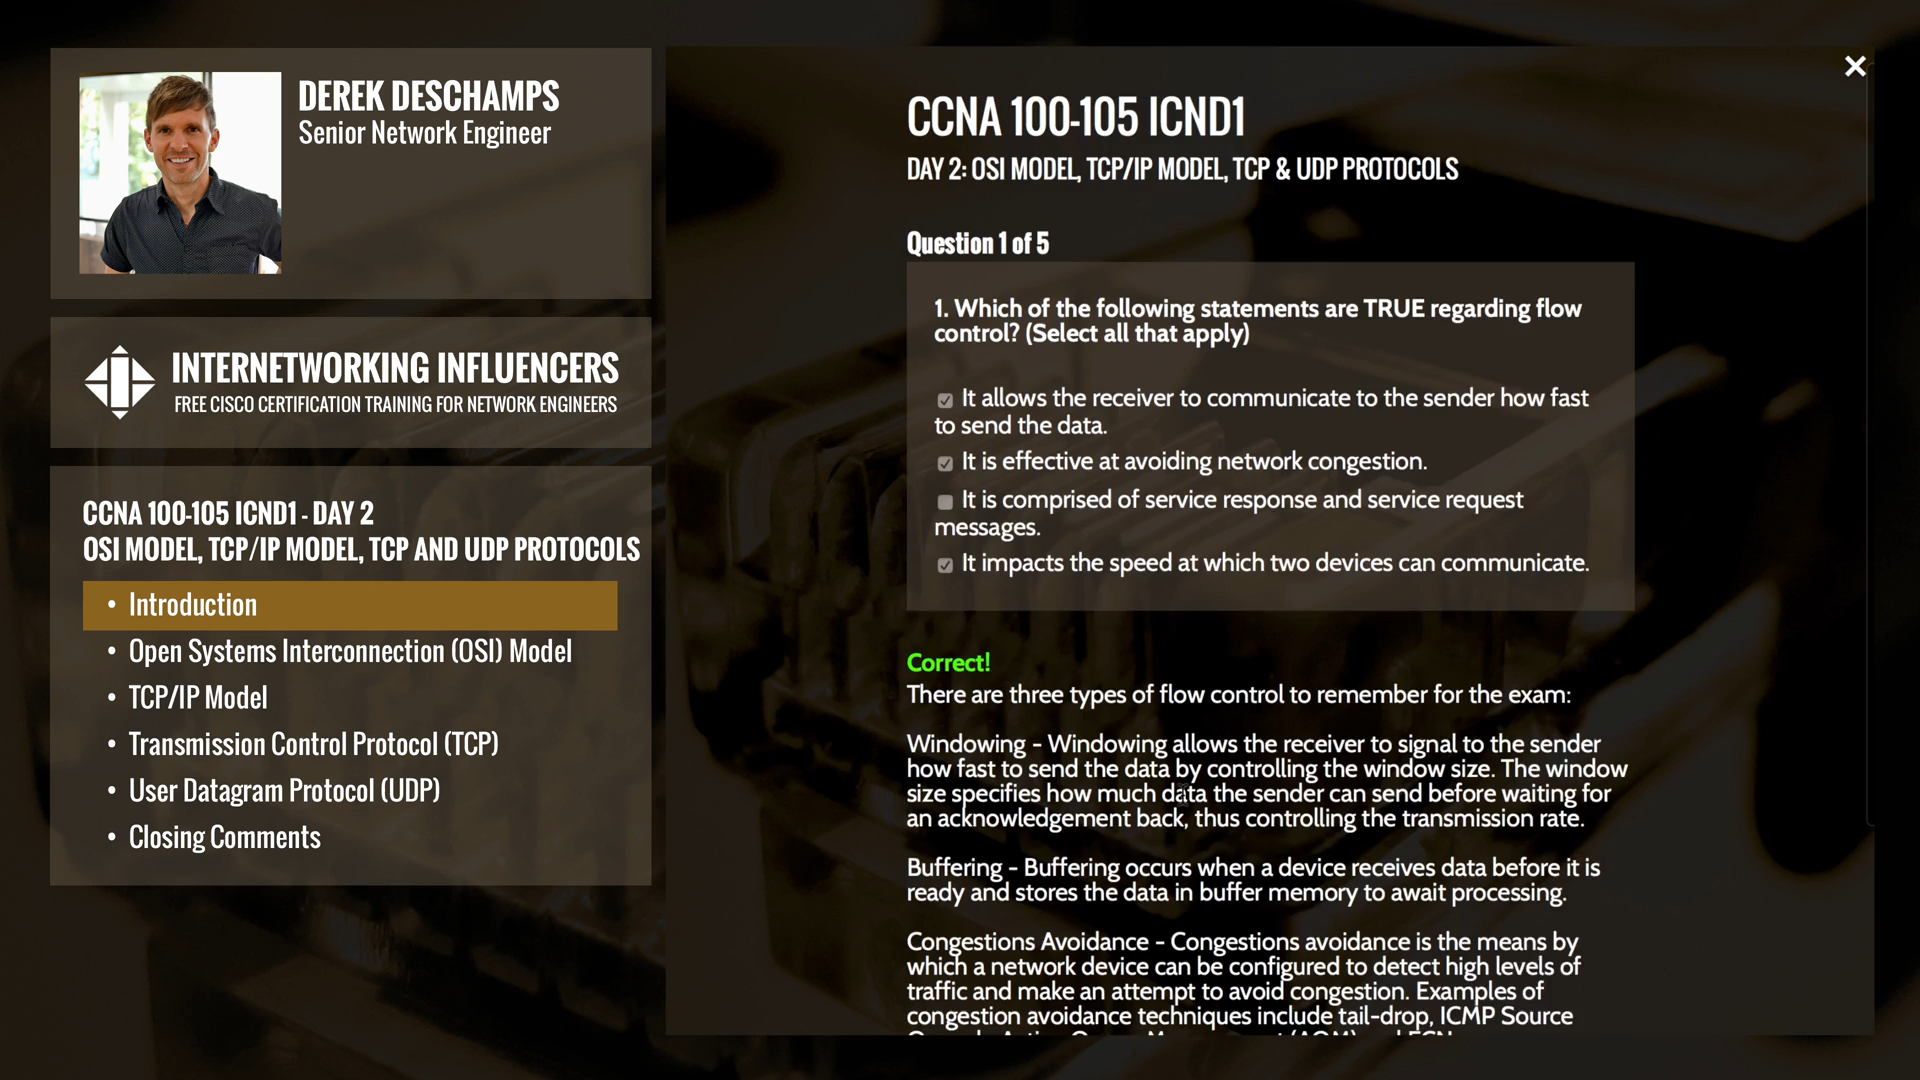 DEREK DESCHAMPS
Senior Network Engineer
INTERNETWORKING INFLUENCERS
FREE CISCO CERTIFICATION TRAINING FOR NETWORK ENGINEERS
CCNA 100-105 ICND1 - DAY 2
OSI MODEL, TCP/IP MODEL, TCP AND UDP PROTOCOLS
• Introduction
• Open Systems Interconnection (OSI) Model
• TCP/IP Model
• Transmission Control Protocol (TCP)
• User Datagram Protocol (UDP)
• Closing Comments
CCNA 100-105 ICND1
DAY 2: OSI MODEL, TCP/IP MODEL, TCP & UDP PROTOCOLS
Question 1 of 5
1. Which of the following statements are TRUE regarding flow
control? (Select all that apply)
It allows the receiver to communicate to the sender how fast
to send the data.
It is effective at avoiding network congestion.
It is comprised of service response and service request
messages.
It impacts the speed at which two devices can communicate.
Correct!
There are three types of flow control to remember for the exam:
Windowing - Windowing allows the receiver to signal to the sender
how fast to send the data by controlling the window size. The window
size specifies how much data the sender can send before waiting for
an acknowledgement back, thus controlling the transmission rate.
Buffering - Buffering occurs when a device receives data before it is
ready and stores the data in buffer memory to await processing.
Congestions Avoidance - Congestions avoidance is the means by
which a network device can be configured to detect high levels of
traffic and make an attempt to avoid congestion. Examples of
congestion avoidance techniques include tail-drop, ICMP Source